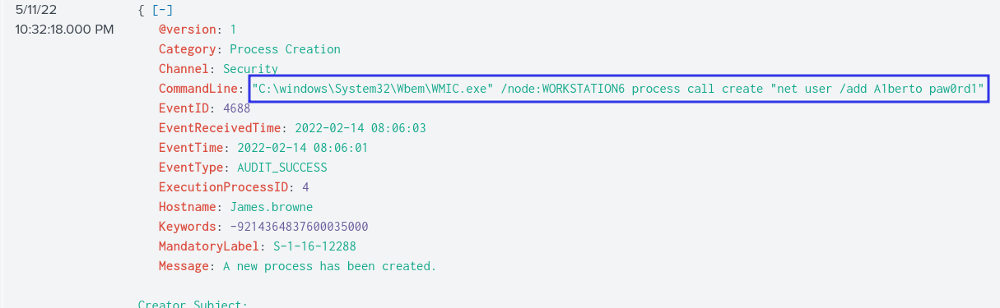 5/11/22 { [-]
10:32:18.000 PM @version: 1
Category: Process Creation
Channel: Security
CommandLine: "C:\windows\System32\Wbem\WMIC.exe" /node:WORKSTATION6 process call create "net user /add A1berto paw0rd1"
EventID: 4688
EventReceivedTime: 2022-02-14 08:06:03
EventTime: 2022-02-14 08:06:01
EventType: AUDIT_SUCCESS
ExecutionProcessID: 4
Hostname: James.browne
Keywords: -9214364837600035000
MandatoryLabel: S-1-16-12288
Message: A new process has been created.
Creator Subject: